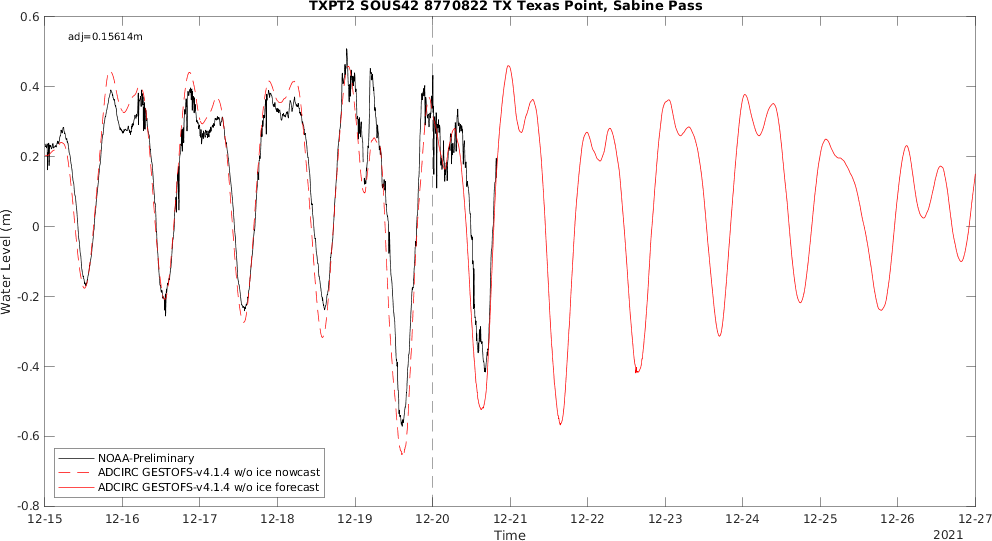 TXPT2 SOUS42 8770822 TX Texas Point, Sabine Pass
adj=0.15614m
0.6
0.4
0.2
0
-0.2
-0.4
-0.6
-0.8
Water Level (m)
NOAA-Preliminary
ADCIRC GESTOFS-v4.1.4 w/o ice nowcast
ADCIRC GESTOFS-v4.1.4 w/o ice forecast
12-15 12-16 12-17 12-18 12-19 12-20 12-21 12-22 12-23 12-24 12-25 12-26 12-27
Time
2021